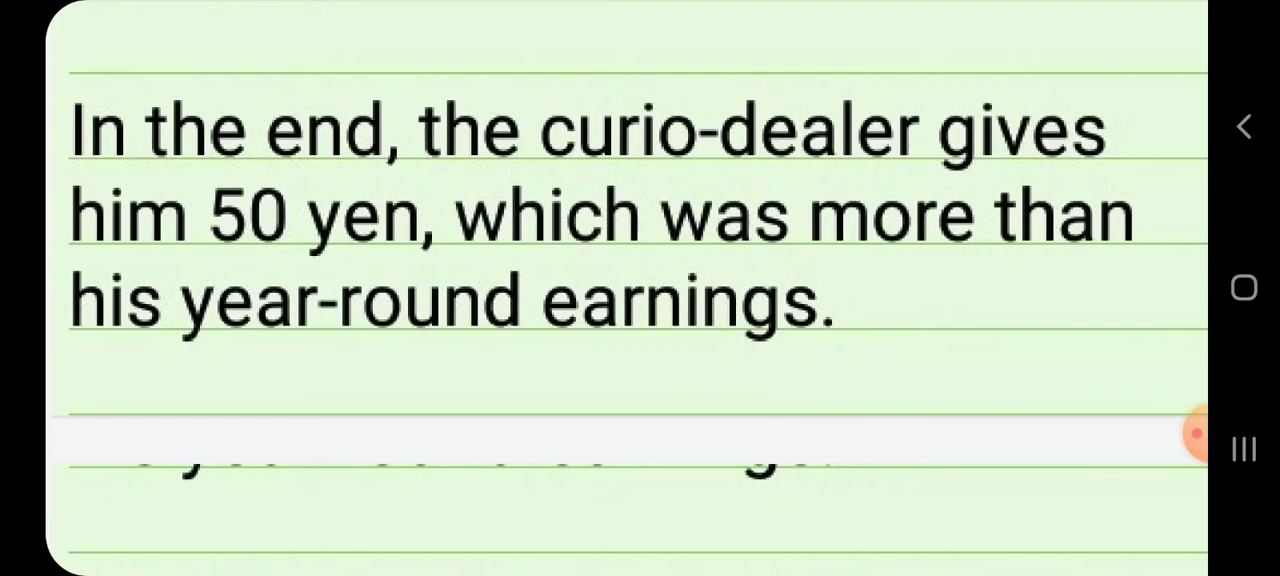 In the end, the curio-dealer gives
him 50 yen, which was more than
his year-round earnings.